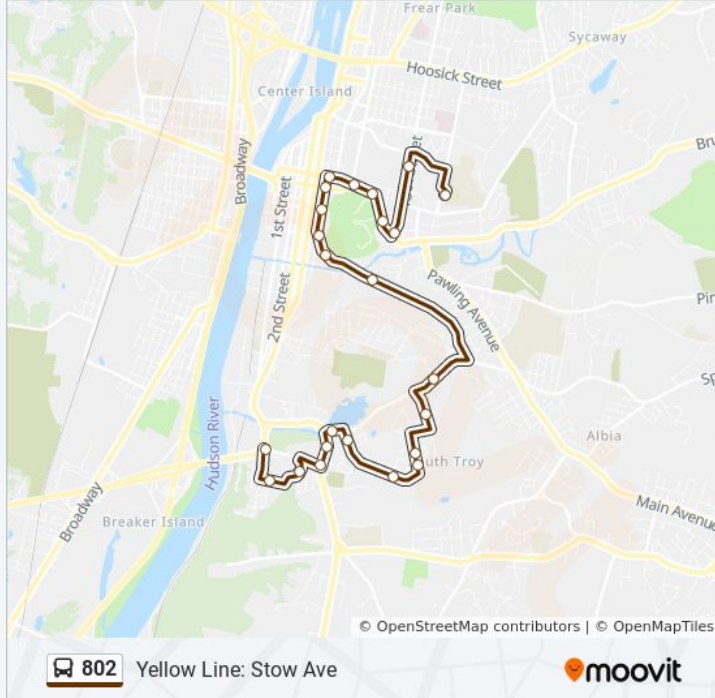 Frear Park
Sycaway
Hoosick Street
Center Island
Broadway
1st Street
2nd Street
Pawling Avenue
Hudson River
Albia
South Troy
Main Avenue
Broadway
Breaker Island
© OpenStreetMap contributors | © OpenMapTiles
802 Yellow Line: Stow Ave
moovit